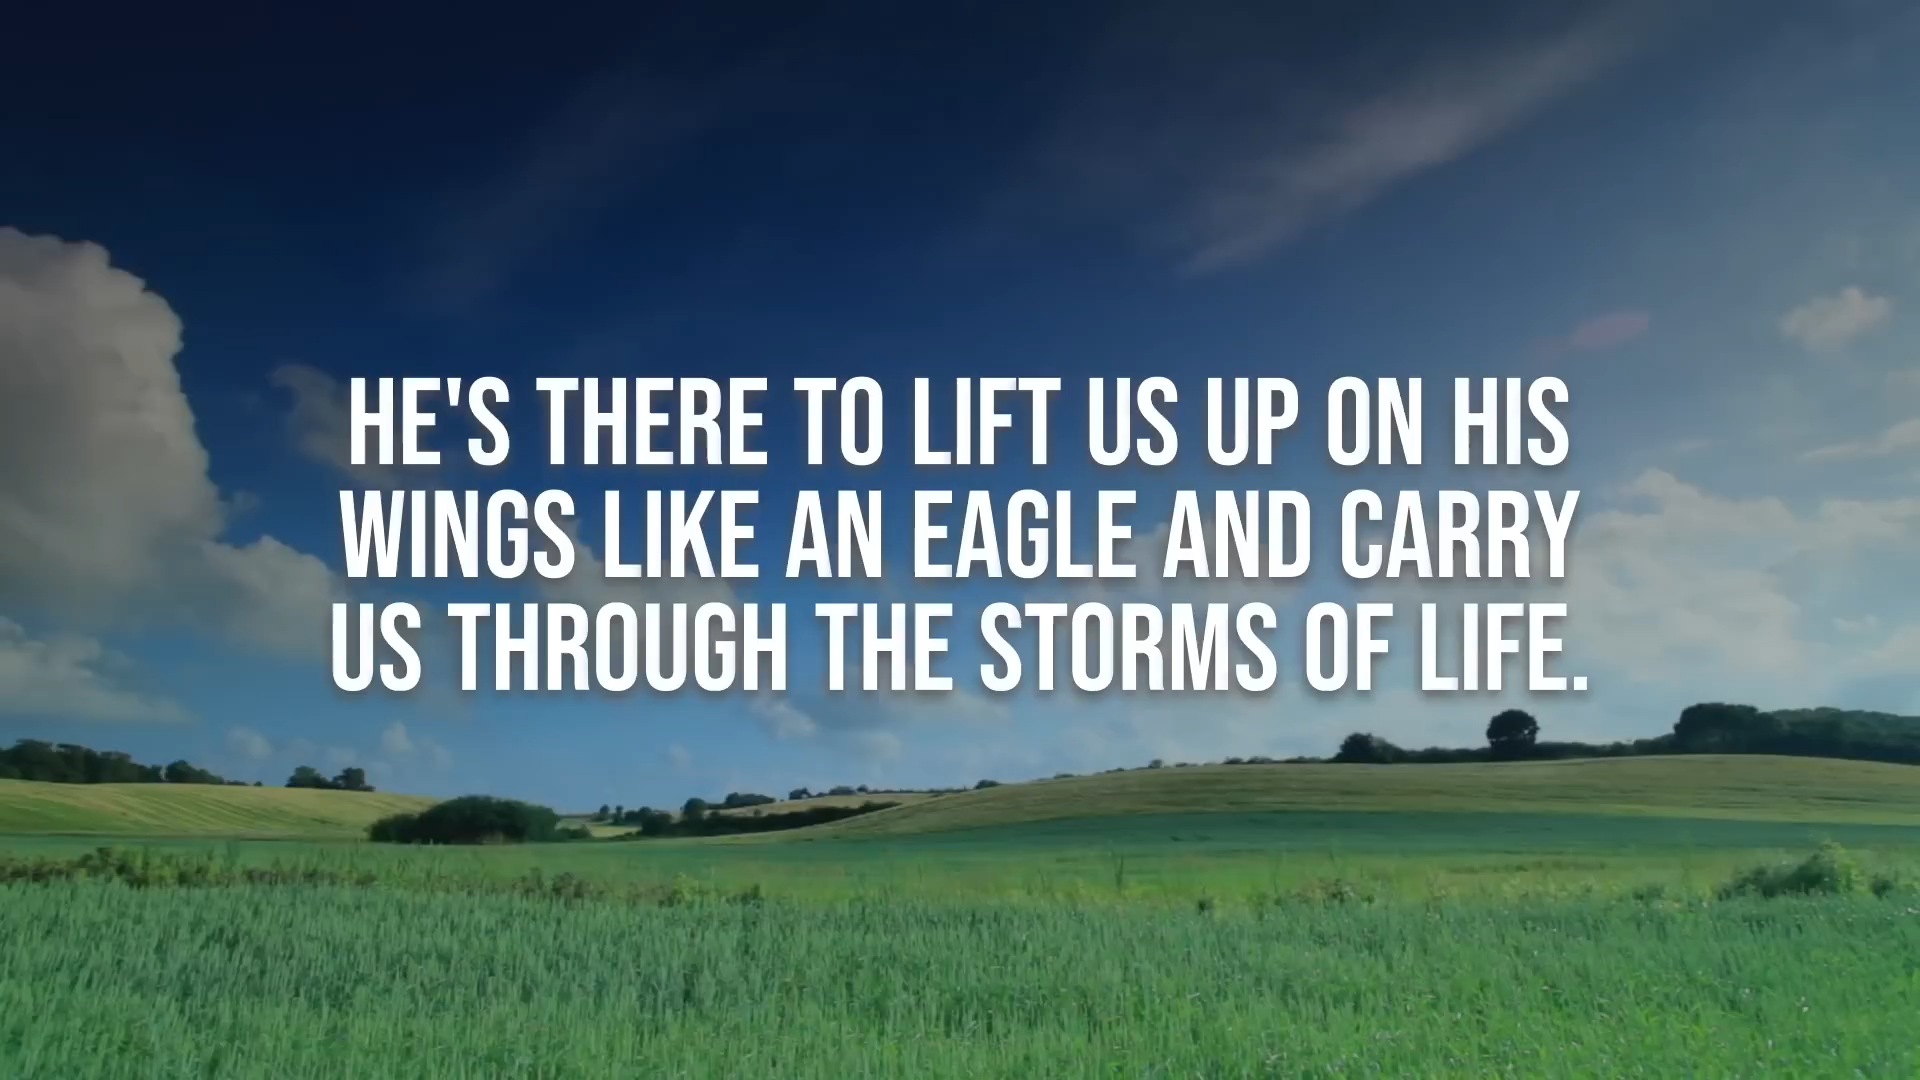 HE'S THERE TO LIFT US UP ON HIS
WINGS LIKE AN EAGLE AND CARRY
US THROUGH THE STORMS OF LIFE.